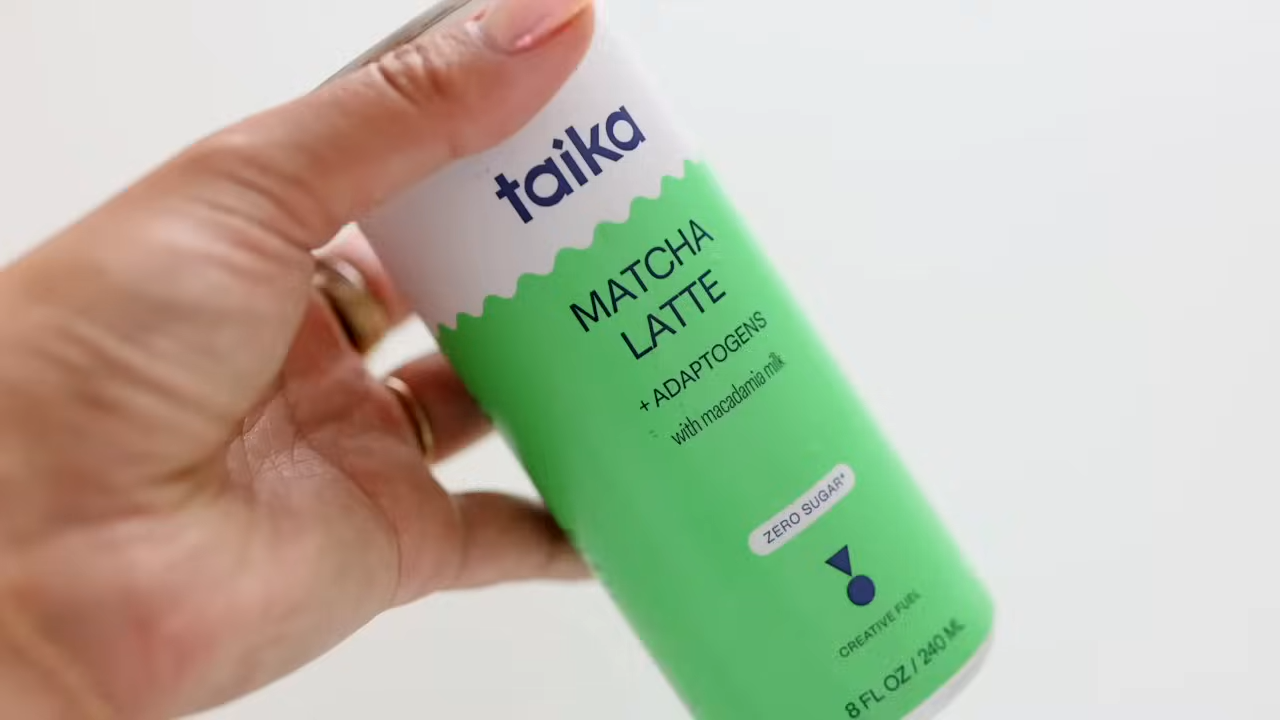 taika
MATCHA
LATTE
+ ADAPTOGENS
with macadamia milk
ZERO SUGAR*
CREATIVE FUEL
8 FL OZ / 240 ML